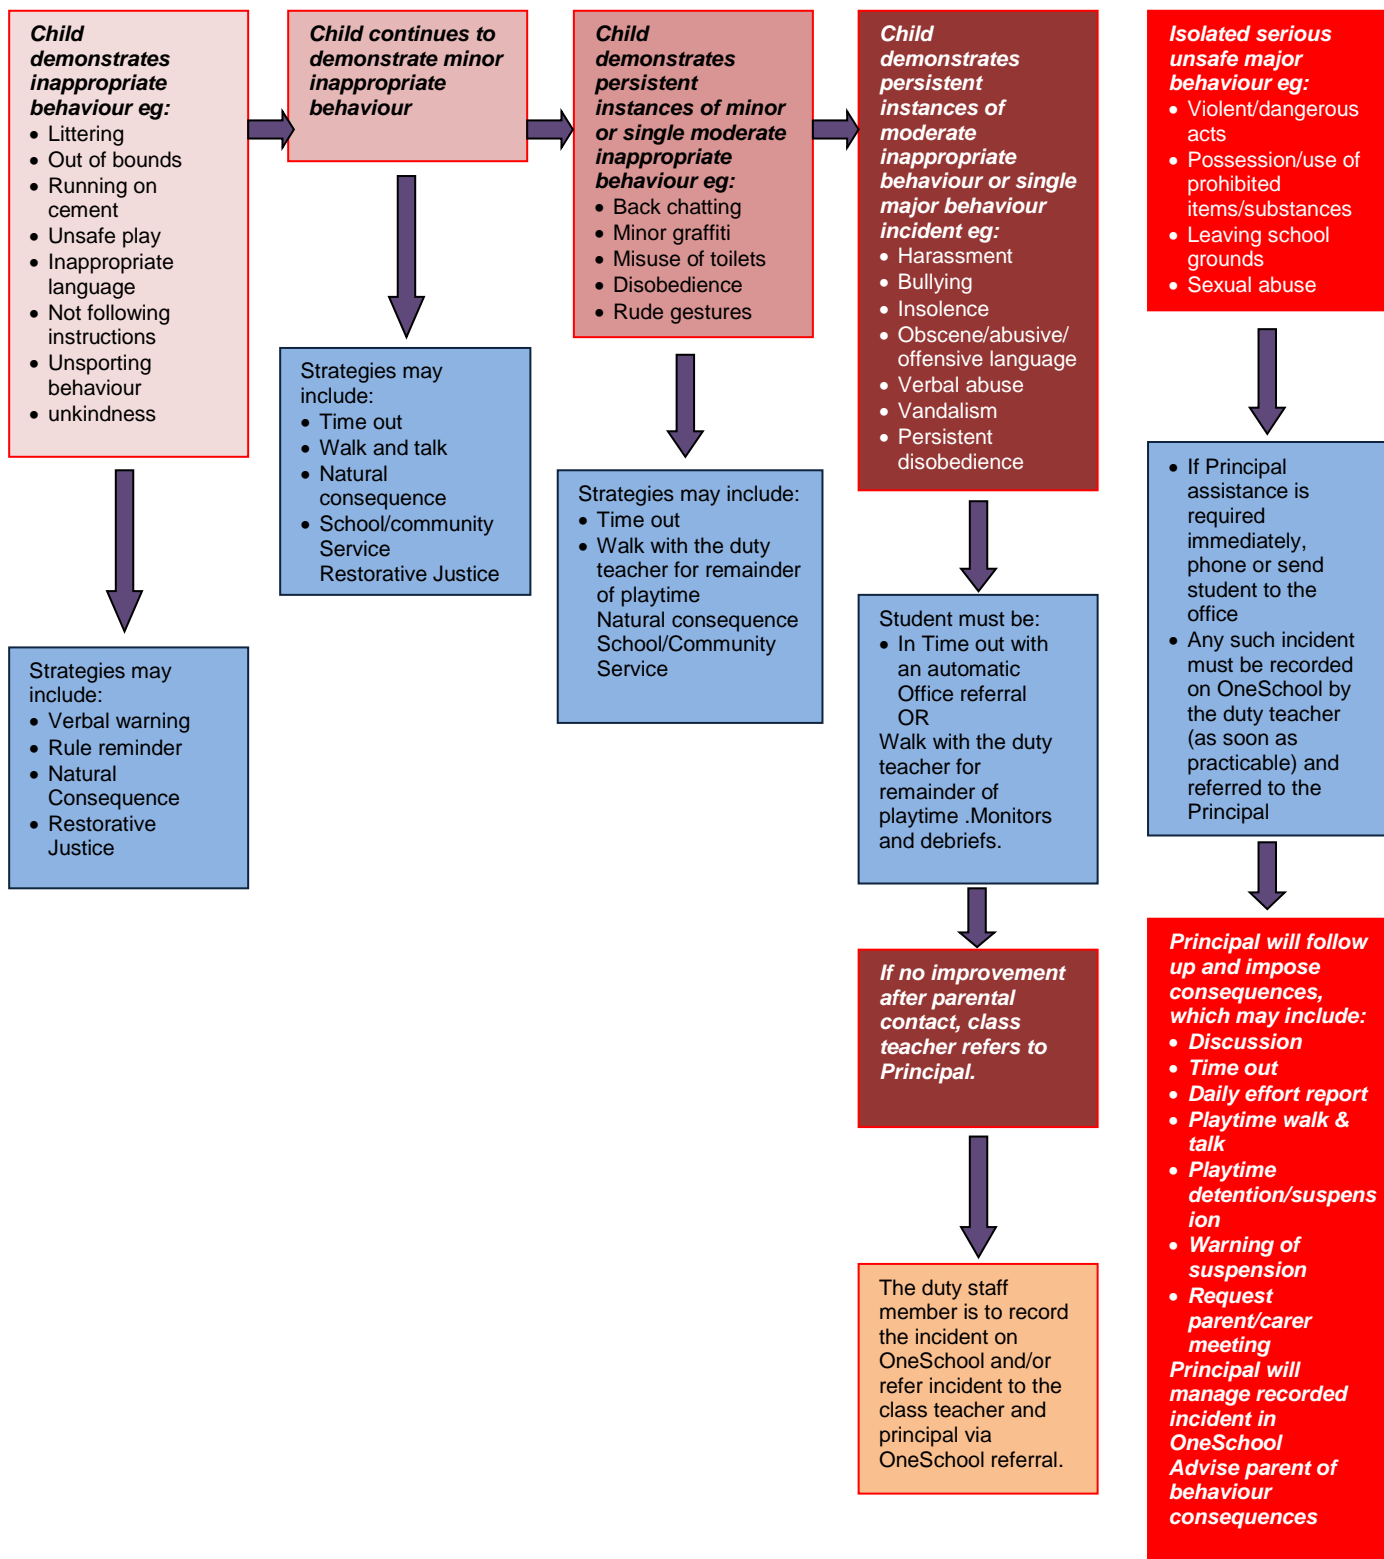 Child
demonstrates
inappropriate
behaviour eg:
• Littering
• Out of bounds
• Running on
cement
• Unsafe play
• Inappropriate
language
• Not following
instructions
• Unsporting
behaviour
• unkindness
Strategies may
include:
• Verbal warning
• Rule reminder
• Natural
Consequence
• Restorative
Justice
Child continues to
demonstrate minor
inappropriate
behaviour
Strategies may
include:
• Time out
• Walk and talk
• Natural
consequence
• School/community
Service
Restorative Justice
Child
demonstrates
persistent
instances of minor
or single moderate
inappropriate
behaviour eg:
• Back chatting
• Minor graffiti
• Misuse of toilets
• Disobedience
• Rude gestures
Strategies may include:
• Time out
• Walk with the duty
teacher for remainder
of playtime
Natural consequence
School/Community
Service
Child
demonstrates
persistent
instances of
moderate
inappropriate
behaviour or single
major behaviour
incident eg:
• Harassment
• Bullying
• Insolence
• Obscene/abusive/
offensive language
• Verbal abuse
• Vandalism
• Persistent
disobedience
Student must be:
• In Time out with
an automatic
Office referral
OR
Walk with the duty
teacher for
remainder of
playtime .Monitors
and debriefs.
If no improvement
after parental
contact, class
teacher refers to
Principal.
The duty staff
member is to record
the incident on
OneSchool and/or
refer incident to the
class teacher and
principal via
OneSchool referral.
Isolated serious
unsafe major
behaviour eg:
• Violent/dangerous
acts
• Possession/use of
prohibited
items/substances
• Leaving school
grounds
• Sexual abuse
• If Principal
assistance is
required
immediately,
phone or send
student to the
office
• Any such incident
must be recorded
on OneSchool by
the duty teacher
(as soon as
practicable) and
referred to the
Principal
Principal will follow
up and impose
consequences,
which may include:
• Discussion
• Time out
• Daily effort report
• Playtime walk &
talk
• Playtime
detention/suspens
ion
• Warning of
suspension
• Request
parent/carer
meeting
Principal will
manage recorded
incident in
OneSchool
Advise parent of
behaviour
consequences